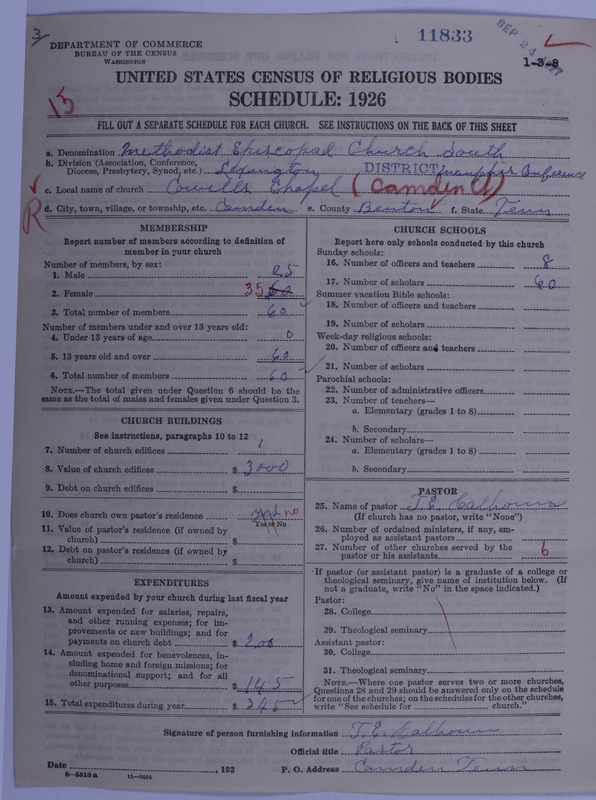 3
DEPARTMENT OF COMMERCE
BUREAU OF THE CENSUS
WASHINGTON
11833
SEP 24
1-3-8
UNITED STATES CENSUS OF RELIGIOUS BODIES
SCHEDULE: 1926
15
FILL OUT A SEPARATE SCHEDULE FOR EACH CHURCH. SEE INSTRUCTIONS ON THE BACK OF THIS SHEET
a. Denomination Methodist Episcopal Church South
b. Division (Association, Conference, Diocese, Presbytery, Synod, etc.) Lexington DISTRICT Memphis Conference
c. Local name of church Cowells Chapel (Camden Ct)
R
d. City, town, village, or township, etc. Camden e. County Benton f. State Tenn
MEMBERSHIP
Report number of members according to definition of
member in your church
Number of members, by sex:
1. Male 25
2. Female 35
3. Total number of members 60
Number of members under and over 13 years old:
4. Under 13 years of age 0
5. 13 years old and over 60
6. Total number of members 60
NOTE.—The total given under Question 6 should be the
same as the total of males and females given under Question 3.
CHURCH BUILDINGS
See instructions, paragraphs 10 to 12
7. Number of church edifices 1
8. Value of church edifices $ 3000
9. Debt on church edifices $
10. Does church own pastor's residence? no
Yes or No
11. Value of pastor's residence (if owned by
church) $
12. Debt on pastor's residence (if owned by
church) $
EXPENDITURES
Amount expended by your church during last fiscal year
13. Amount expended for salaries, repairs,
and other running expenses; for im-
provements or new buildings; and for
payments on church debt $ 200
14. Amount expended for benevolences, in-
cluding home and foreign missions; for
denominational support; and for all
other purposes $ 145
15. Total expenditures during year $ 345
CHURCH SCHOOLS
Report here only schools conducted by this church
Sunday schools:
16. Number of officers and teachers 8
17. Number of scholars 60
Summer vacation Bible schools:
18. Number of officers and teachers
19. Number of scholars
Week-day religious schools:
20. Number of officers and teachers
21. Number of scholars
Parochial schools:
22. Number of administrative officers
23. Number of teachers—
a. Elementary (grades 1 to 8)
b. Secondary
24. Number of scholars—
a. Elementary (grades 1 to 8)
b. Secondary
PASTOR
25. Name of pastor T. E. Calhoun
(If church has no pastor, write "None")
26. Number of ordained ministers, if any, em-
ployed as assistant pastors
27. Number of other churches served by the
pastor or his assistants 6
If pastor (or assistant pastor) is a graduate of a college or
theological seminary, give name of institution below. (If
not a graduate, write "No" in the space indicated.)
Pastor:
28. College
29. Theological seminary
Assistant pastor:
30. College
31. Theological seminary
NOTE.—Where one pastor serves two or more churches,
Questions 28 and 29 should be answered only on the schedule
for one of the churches; on the schedules for the other churches,
write "See schedule for church."
Signature of person furnishing information T. E. Calhoun
Official title Pastor
Date , 192 P. O. Address Camden Tenn
8-5519a 11-9034